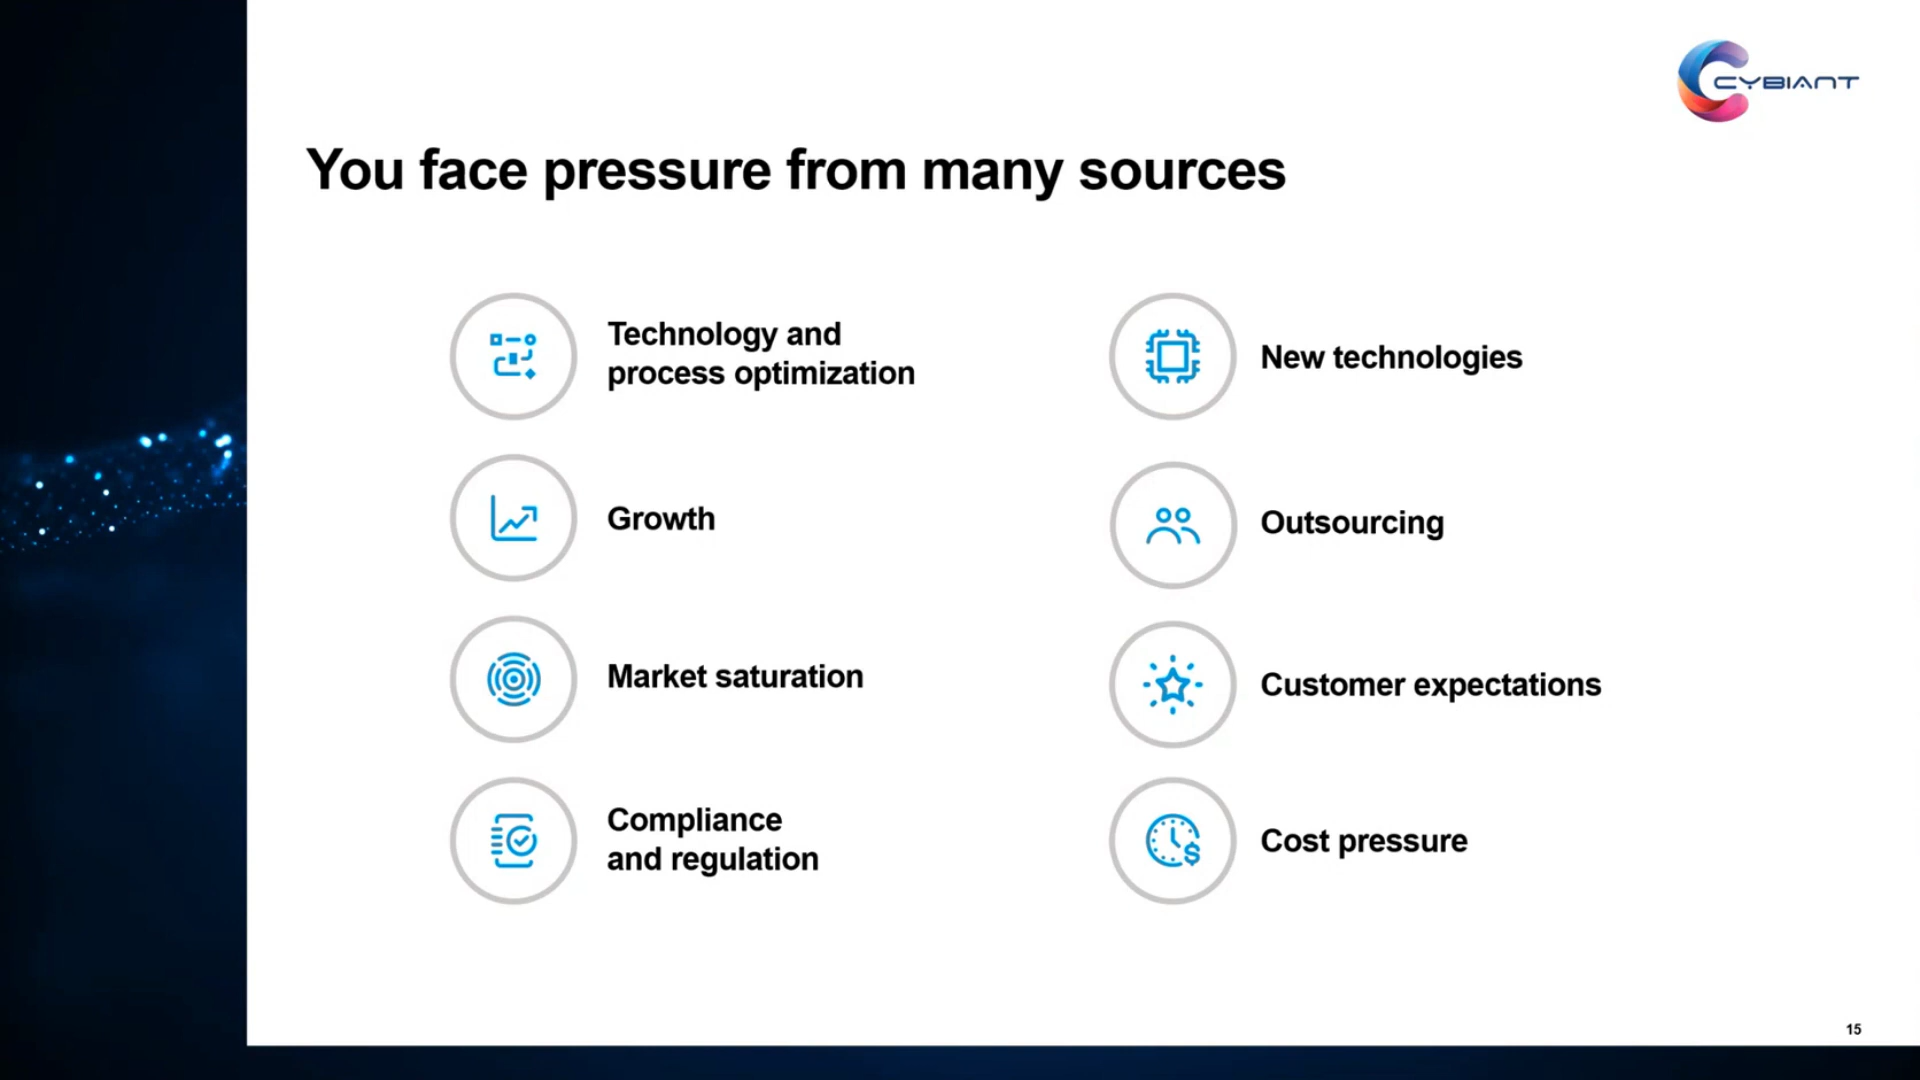 CYBIANT
You face pressure from many sources
Technology and
process optimization
Growth
Market saturation
Compliance
and regulation
New technologies
Outsourcing
Customer expectations
Cost pressure
15